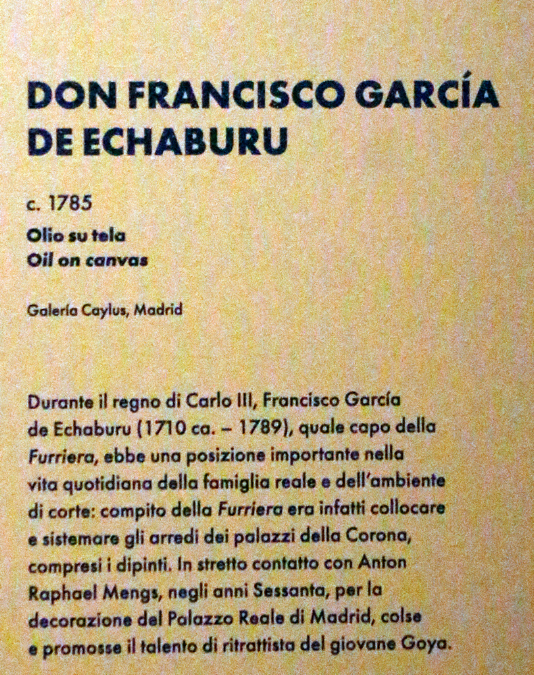 DON FRANCISCO GARCÍA
DE ECHABURU
c. 1785
Olio su tela
Oil on canvas
Galería Caylus, Madrid
Durante il regno di Carlo III, Francisco García
de Echaburu (1710 ca. – 1789), quale capo della
Furriera, ebbe una posizione importante nella
vita quotidiana della famiglia reale e dell'ambiente
di corte: compito della Furriera era infatti collocare
e sistemare gli arredi dei palazzi della Corona,
compresi i dipinti. In stretto contatto con Anton
Raphael Mengs, negli anni Sessanta, per la
decorazione del Palazzo Reale di Madrid, colse
e promosse il talento di ritrattista del giovane Goya.